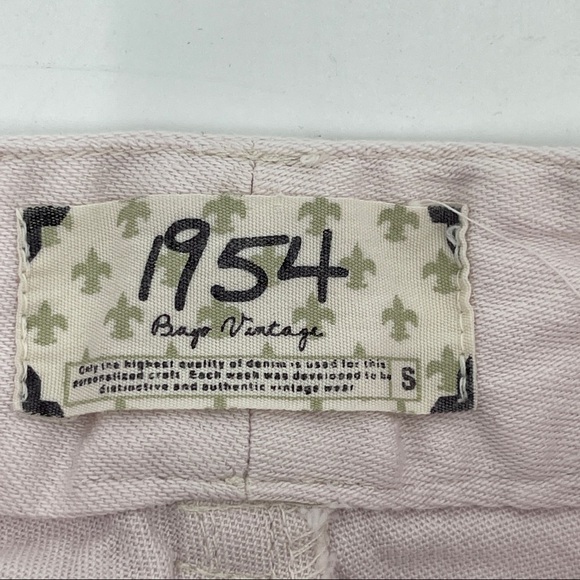 1954
Bayo Vintage
Only the highest quality of denim is used for this
personalized craft. Each wash was developed to be
distinctive and authentic vintage wear
S